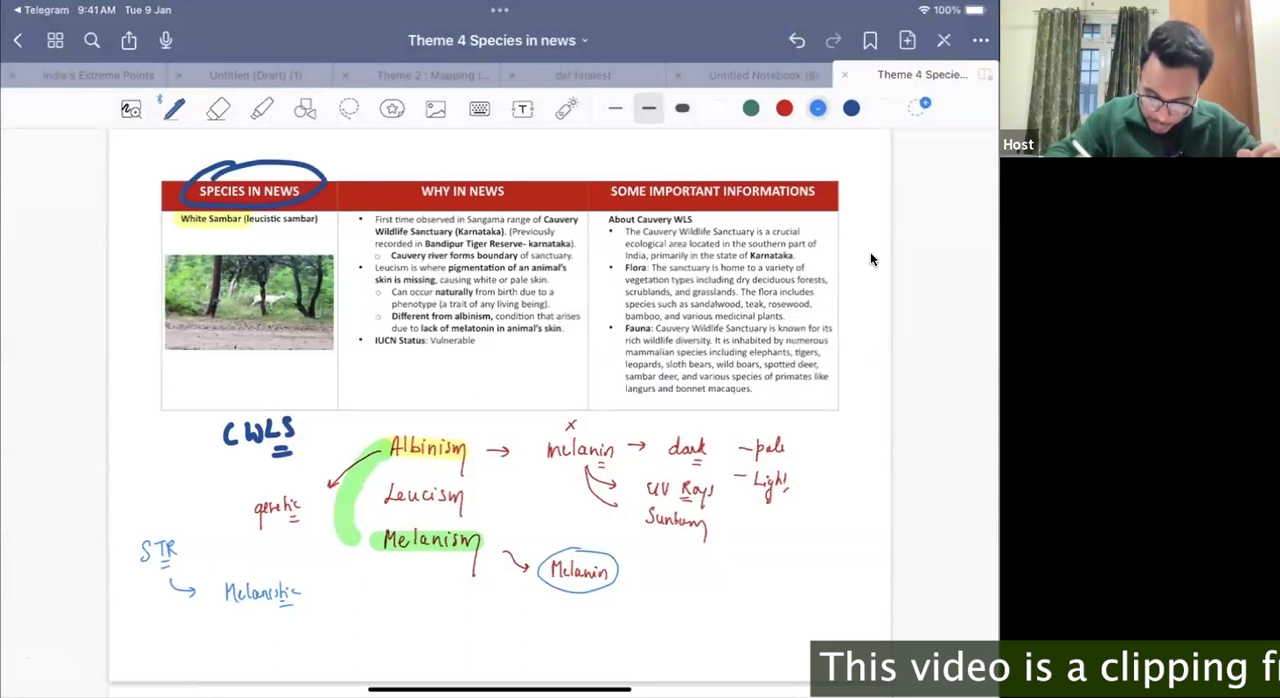 Telegram 9:41 AM Tue 9 Jan
100%
Theme 4 Species in news
India's Extreme Points
Untitled (Draft) (1)
Theme 2 : Mapping I...
daf finalest
Untitled Notebook (6)
Theme 4 Specie...
Host
SPECIES IN NEWS
WHY IN NEWS
SOME IMPORTANT INFORMATIONS
White Sambar (leucistic sambar)
First time observed in Sangama range of Cauvery
Wildlife Sanctuary (Karnataka). (Previously
recorded in Bandipur Tiger Reserve- karnataka).
Cauvery river forms boundary of sanctuary.
Leucism is where pigmentation of an animal's
skin is missing, causing white or pale skin.
Can occur naturally from birth due to a
phenotype (a trait of any living being).
Different from albinism, condition that arises
due to lack of melatonin in animal's skin.
IUCN Status: Vulnerable
About Cauvery WLS
The Cauvery Wildlife Sanctuary is a crucial
ecological area located in the southern part of
India, primarily in the state of Karnataka.
Flora: The sanctuary is home to a variety of
vegetation types including dry deciduous forests,
scrublands, and grasslands. The flora includes
species such as sandalwood, teak, rosewood,
bamboo, and various medicinal plants.
Fauna: Cauvery Wildlife Sanctuary is known for its
rich wildlife diversity. It is inhabited by numerous
mammalian species including elephants, tigers,
leopards, sloth bears, wild boars, spotted deer,
sambar deer, and various species of primates like
langurs and bonnet macaques.
CWLS
Albinism → x melanin → dark - pale
- Light
genetic
Leucism
UV Rays
Sunburn
Melanism
Melanin
STR
Melanistic
This video is a clipping f